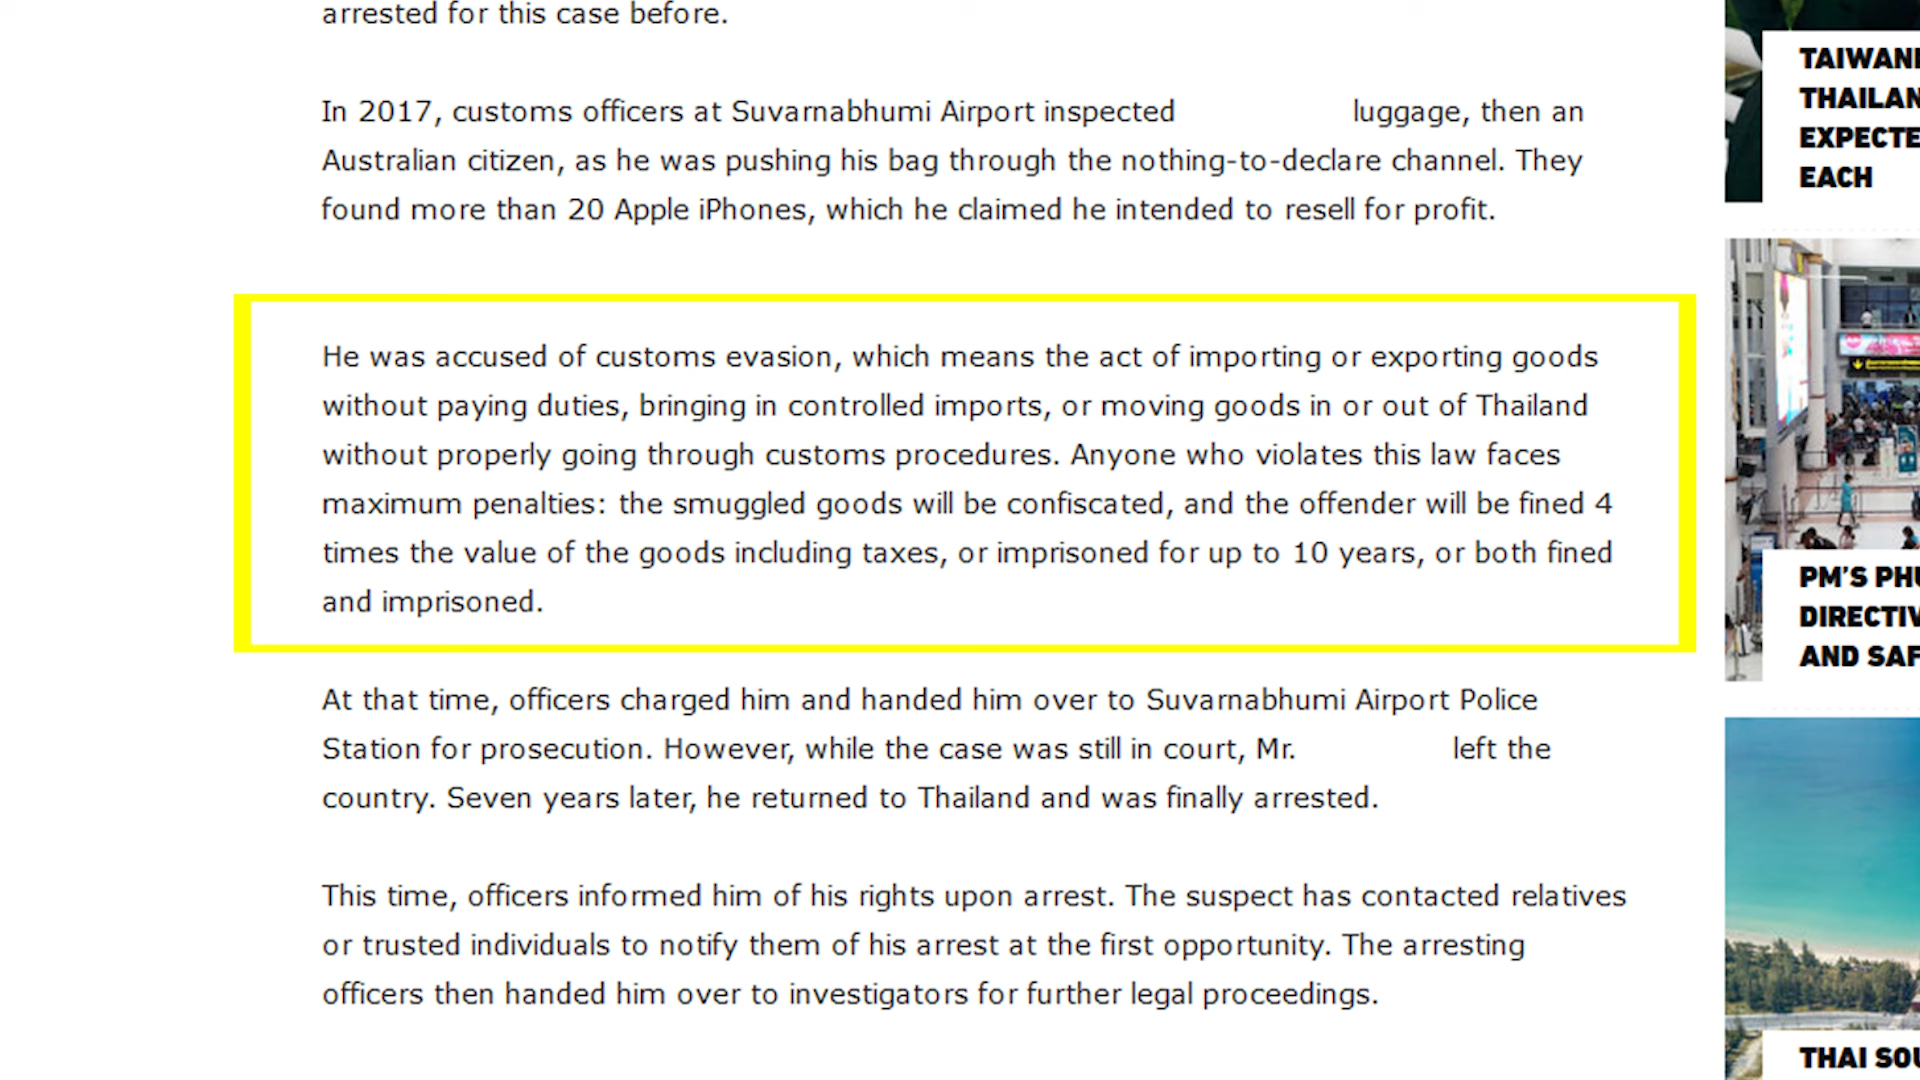 arrested for this case before.
In 2017, customs officers at Suvarnabhumi Airport inspected luggage, then an
Australian citizen, as he was pushing his bag through the nothing-to-declare channel. They
found more than 20 Apple iPhones, which he claimed he intended to resell for profit.
He was accused of customs evasion, which means the act of importing or exporting goods
without paying duties, bringing in controlled imports, or moving goods in or out of Thailand
without properly going through customs procedures. Anyone who violates this law faces
maximum penalties: the smuggled goods will be confiscated, and the offender will be fined 4
times the value of the goods including taxes, or imprisoned for up to 10 years, or both fined
and imprisoned.
At that time, officers charged him and handed him over to Suvarnabhumi Airport Police
Station for prosecution. However, while the case was still in court, Mr. left the
country. Seven years later, he returned to Thailand and was finally arrested.
This time, officers informed him of his rights upon arrest. The suspect has contacted relatives
or trusted individuals to notify them of his arrest at the first opportunity. The arresting
officers then handed him over to investigators for further legal proceedings.
TAIWAN
THAILAN
EXPECTE
EACH
PM'S PHU
DIRECTIV
AND SAF
THAI SOU